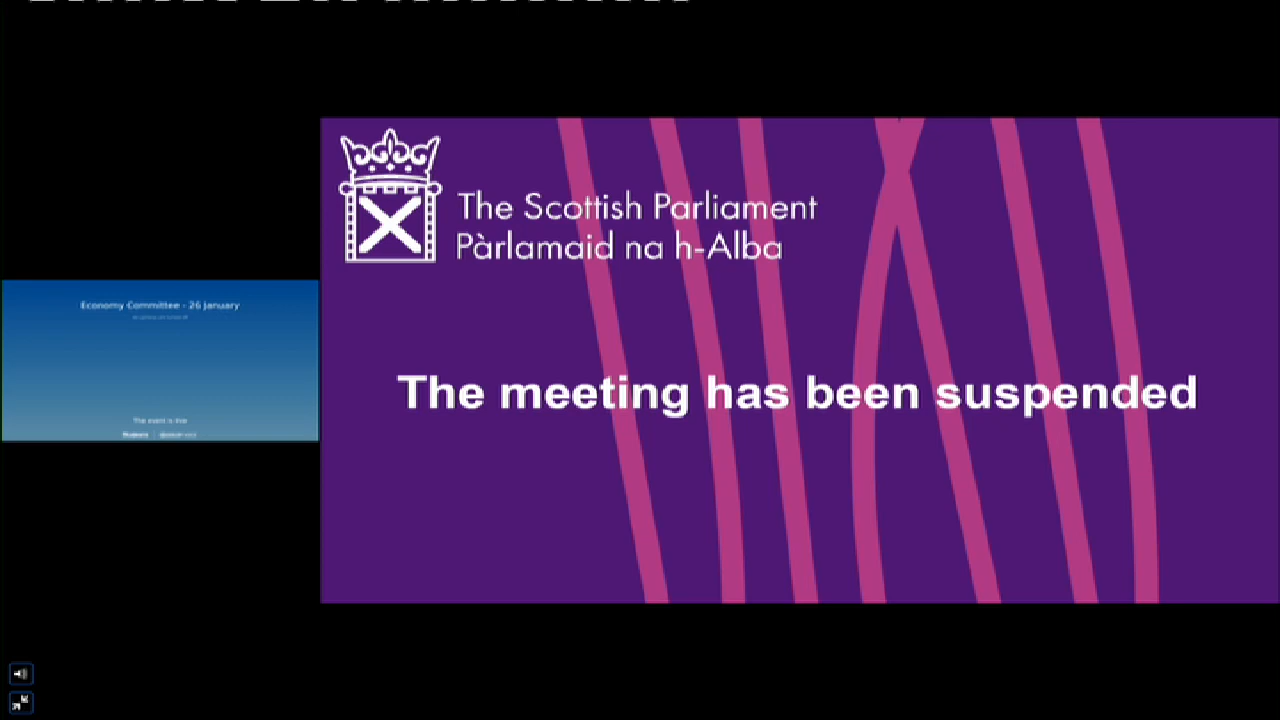 The Scottish Parliament
Pàrlamaid na h-Alba
The meeting has been suspended
Economy Committee - 26 January
The event is live